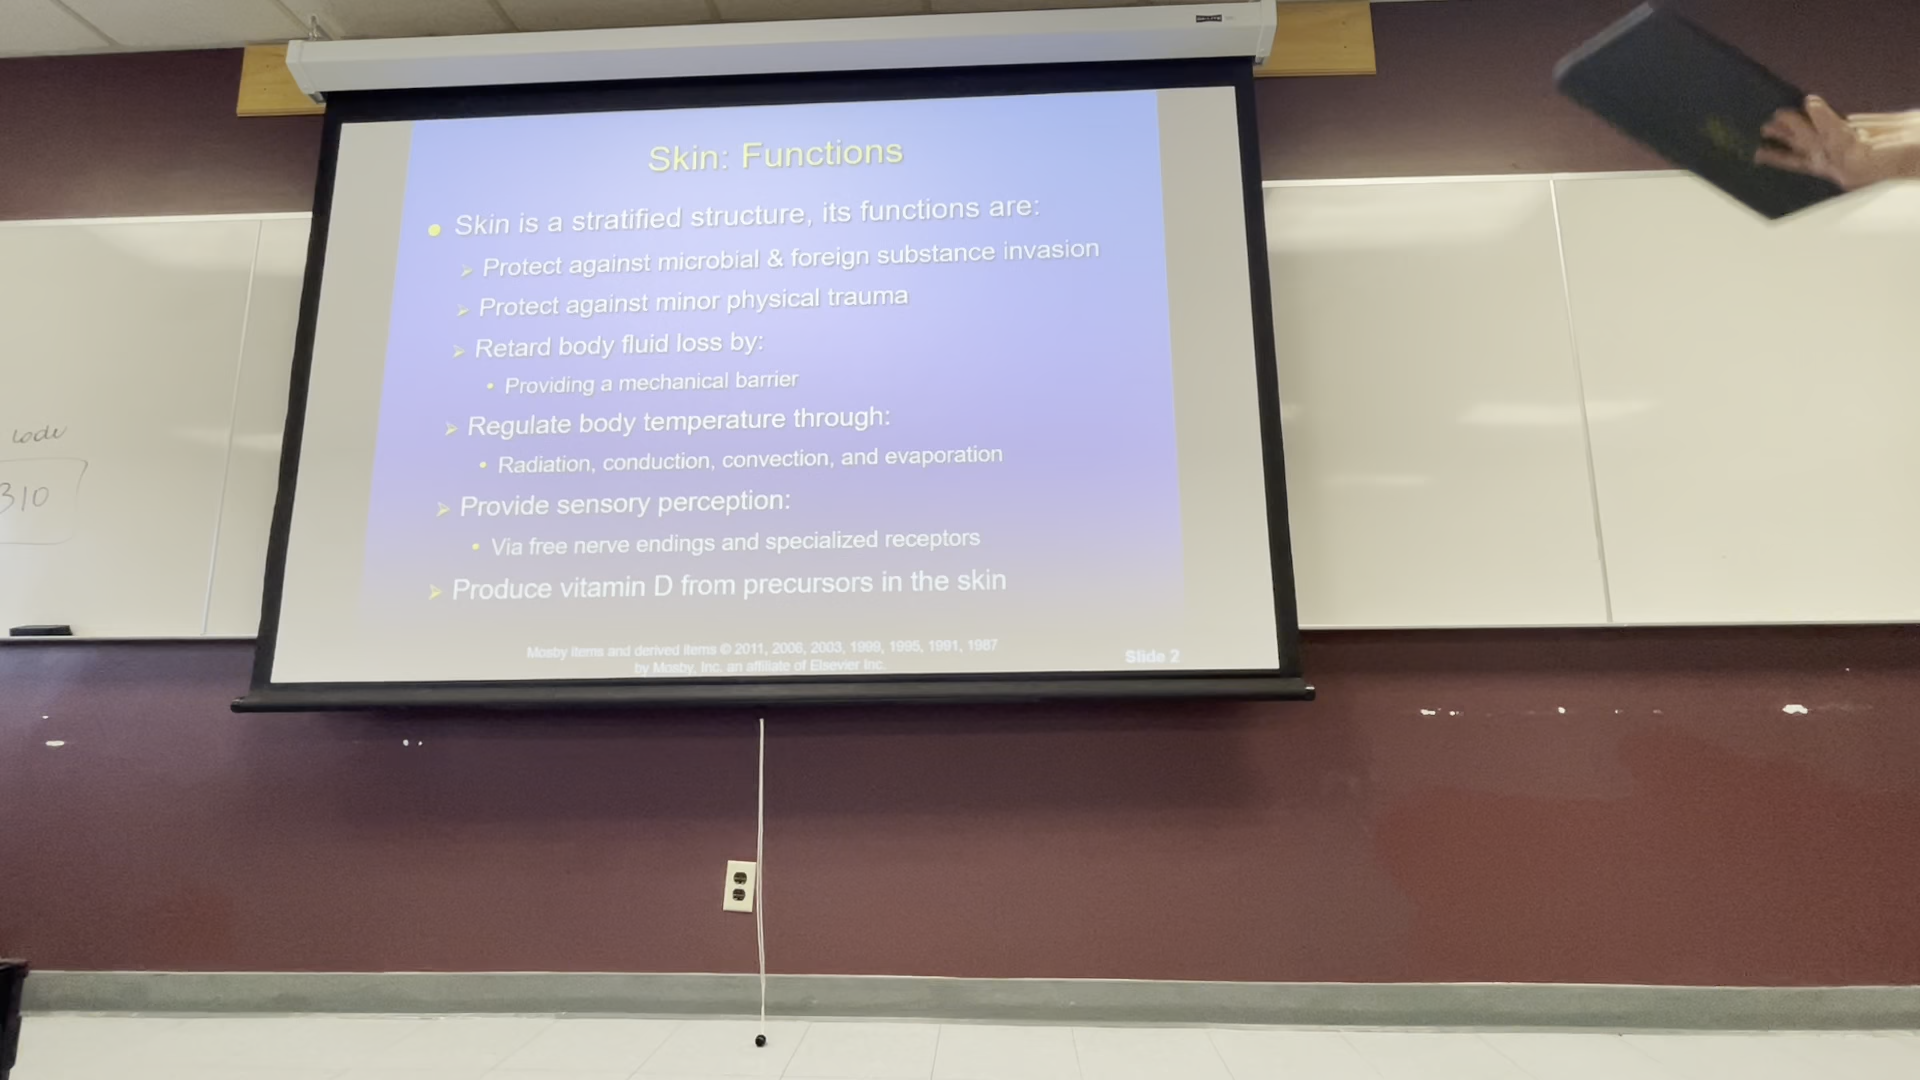 Skin: Functions
Skin is a stratified structure, its functions are:
Protect against microbial & foreign substance invasion
Protect against minor physical trauma
Retard body fluid loss by:
Providing a mechanical barrier
Regulate body temperature through:
Radiation, conduction, convection, and evaporation
Provide sensory perception:
Via free nerve endings and specialized receptors
Produce vitamin D from precursors in the skin
Mosby items and derived items © 2011, 2006, 2003, 1999, 1995, 1991, 1987
by Mosby, Inc, an affiliate of Elsevier Inc.
Slide 2
code
310